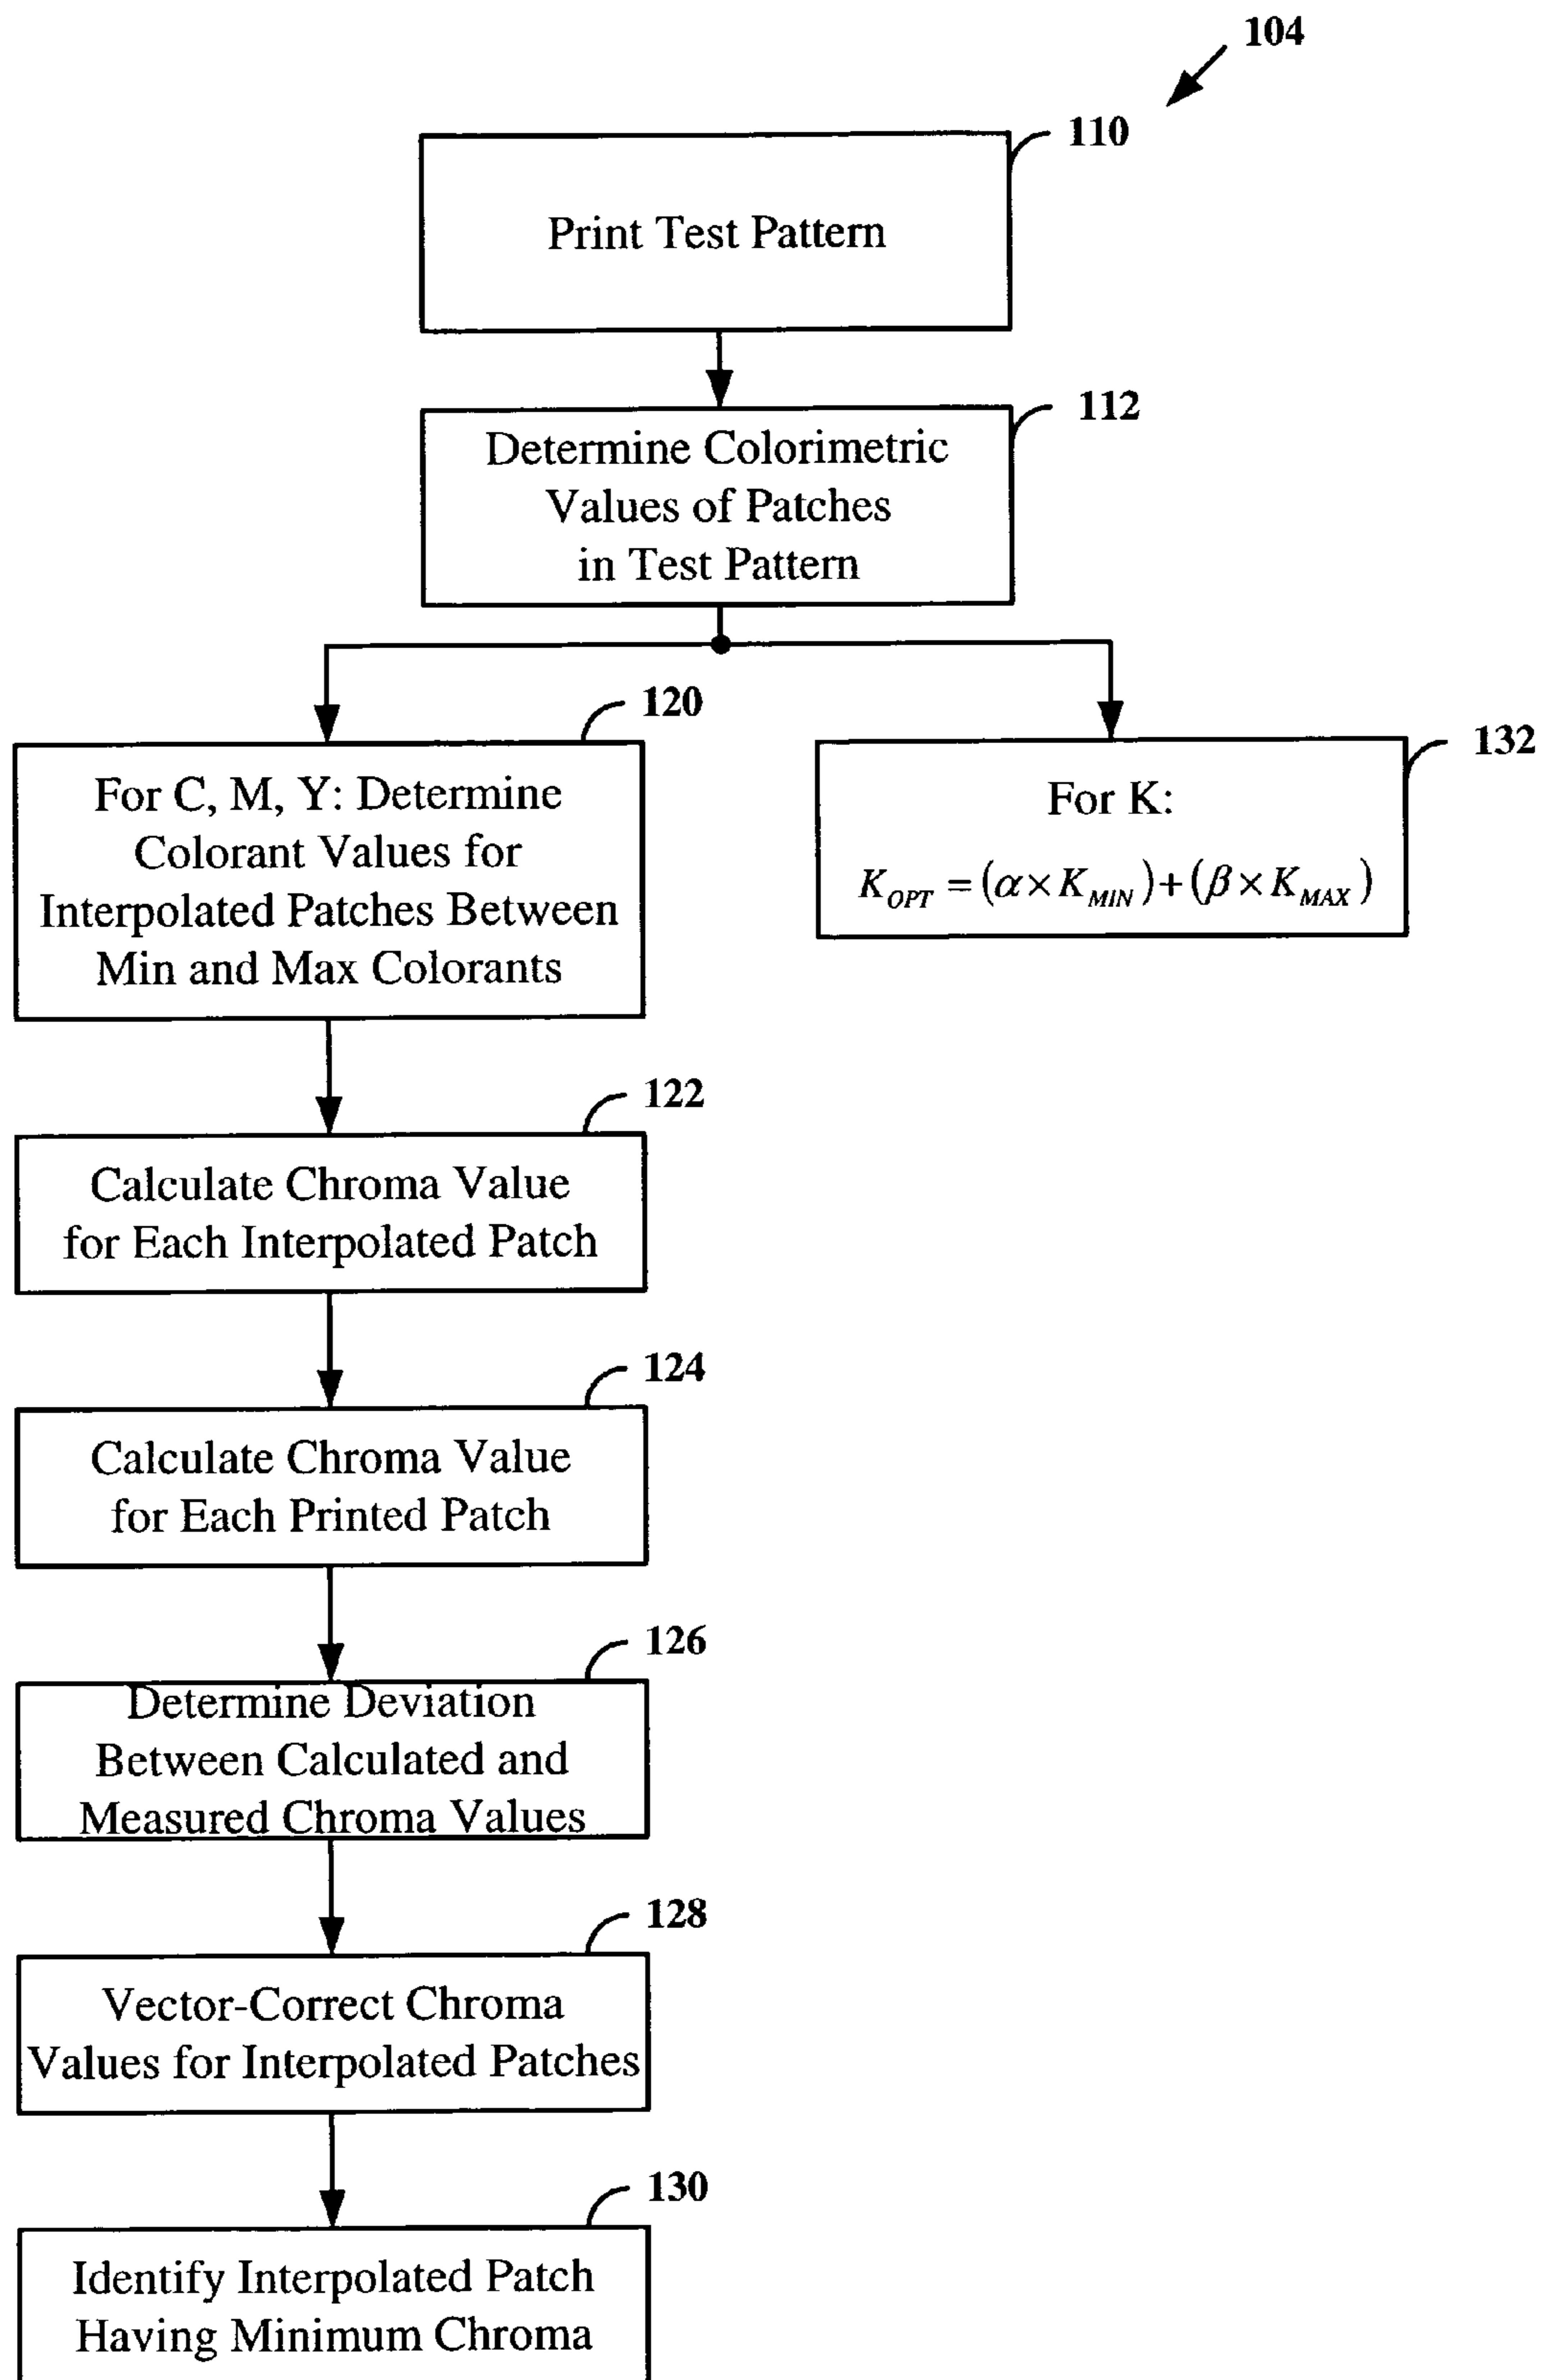 104
110
Print Test Pattern
112
Determine Colorimetric
Values of Patches
in Test Pattern
120
For C, M, Y: Determine
Colorant Values for
Interpolated Patches Between
Min and Max Colorants
132
For K:
K_OPT = (α × K_MIN) + (β × K_MAX)
122
Calculate Chroma Value
for Each Interpolated Patch
124
Calculate Chroma Value
for Each Printed Patch
126
Determine Deviation
Between Calculated and
Measured Chroma Values
128
Vector-Correct Chroma
Values for Interpolated Patches
130
Identify Interpolated Patch
Having Minimum Chroma